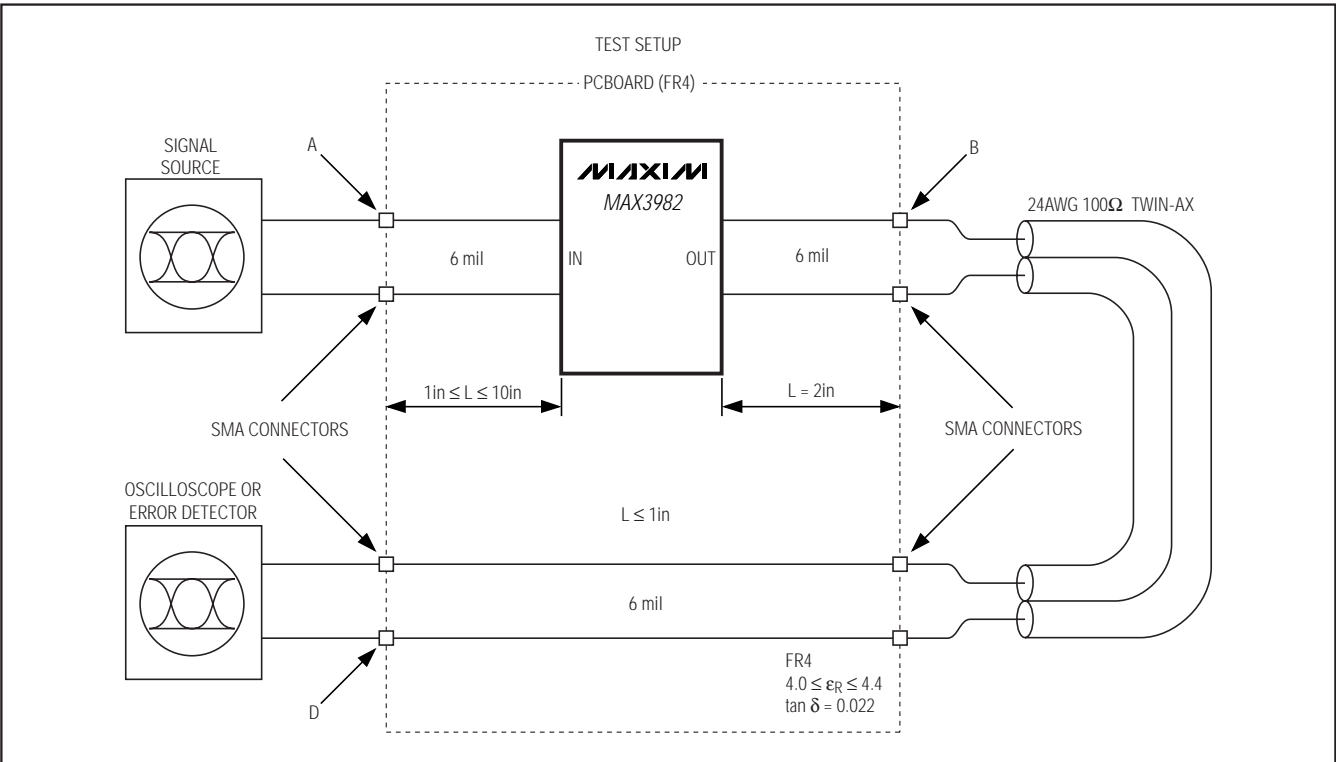 TEST SETUP
PCBOARD (FR4)
SIGNAL
SOURCE
A
B
MAXIM
MAX3982
24AWG 100Ω TWIN-AX
6 mil
IN
OUT
6 mil
1in ≤ L ≤ 10in
L = 2in
SMA CONNECTORS
SMA CONNECTORS
OSCILLOSCOPE OR
ERROR DETECTOR
L ≤ 1in
6 mil
FR4
4.0 ≤ εR ≤ 4.4
tan δ = 0.022
D